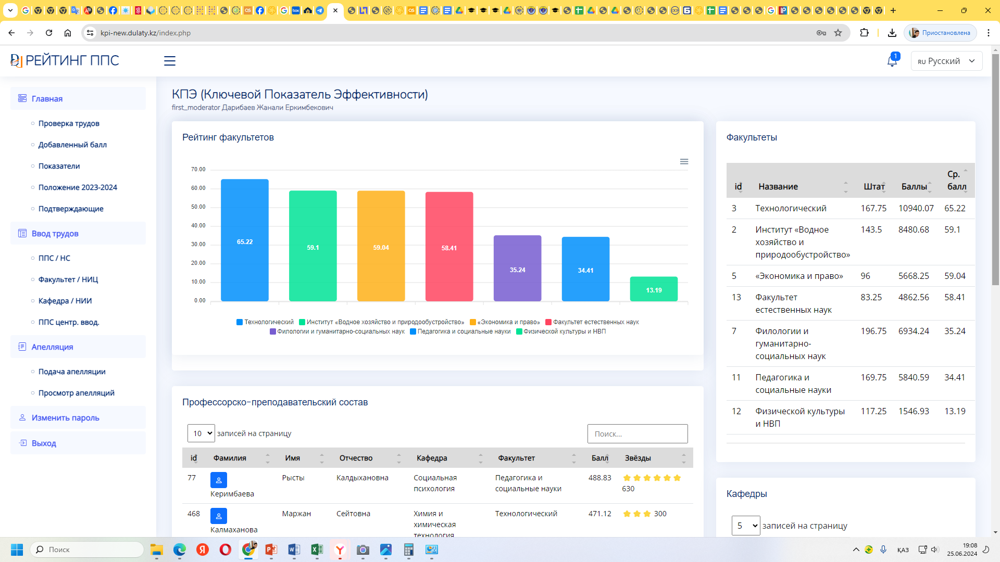 kpi-new.dulaty.kz/index.php
Приостановлена
РЕЙТИНГ ППС
1
RU Русский
Главная
Проверка трудов
Добавленный балл
Показатели
Положение 2023-2024
Подтверждающие
Ввод трудов
ППС / НС
Факультет / НИЦ
Кафедра / НИИ
ППС центр. ввод.
Апелляция
Подача апелляции
Просмотр апелляций
Изменить пароль
Выход
КПЭ (Ключевой Показатель Эффективности)
first_moderator Дарибаев Жанали Еркимбекович
Рейтинг факультетов
70.00
60.00
50.00
40.00
30.00
20.00
10.00
0.00
65.22
59.1
59.04
58.41
35.24
34.41
13.19
Технологический Институт «Водное хозяйство и природообустройство» «Экономика и право» Факультет естественных наук
Филологии и гуманитарно-социальных наук Педагогика и социальные науки Физической культуры и НВП
Профессорско-преподавательский состав
10 записей на страницу
Поиск...
id Фамилия Имя Отчество Кафедра Факультет Балл Звёзды
77 Рысты Калдыхановна Социальная Педагогика и 488.83
Керимбаева психология социальные науки 630
468 Маржан Сейтовна Химия и Технологический 471.12 300
Калмаханова химическая
технология
Факультеты
Ср.
id Название Штат Баллы балл
3 Технологический 167.75 10940.07 65.22
2 Институт «Водное 143.5 8480.68 59.1
хозяйство и
природообустройство»
5 «Экономика и право» 96 5668.25 59.04
13 Факультет 83.25 4862.56 58.41
естественных наук
7 Филологии и 196.75 6934.24 35.24
гуманитарно-
социальных наук
11 Педагогика и 169.75 5840.59 34.41
социальные науки
12 Физической культуры 117.25 1546.93 13.19
и НВП
Кафедры
5 записей на страницу
Поиск
ҚАЗ
19:08
25.06.2024